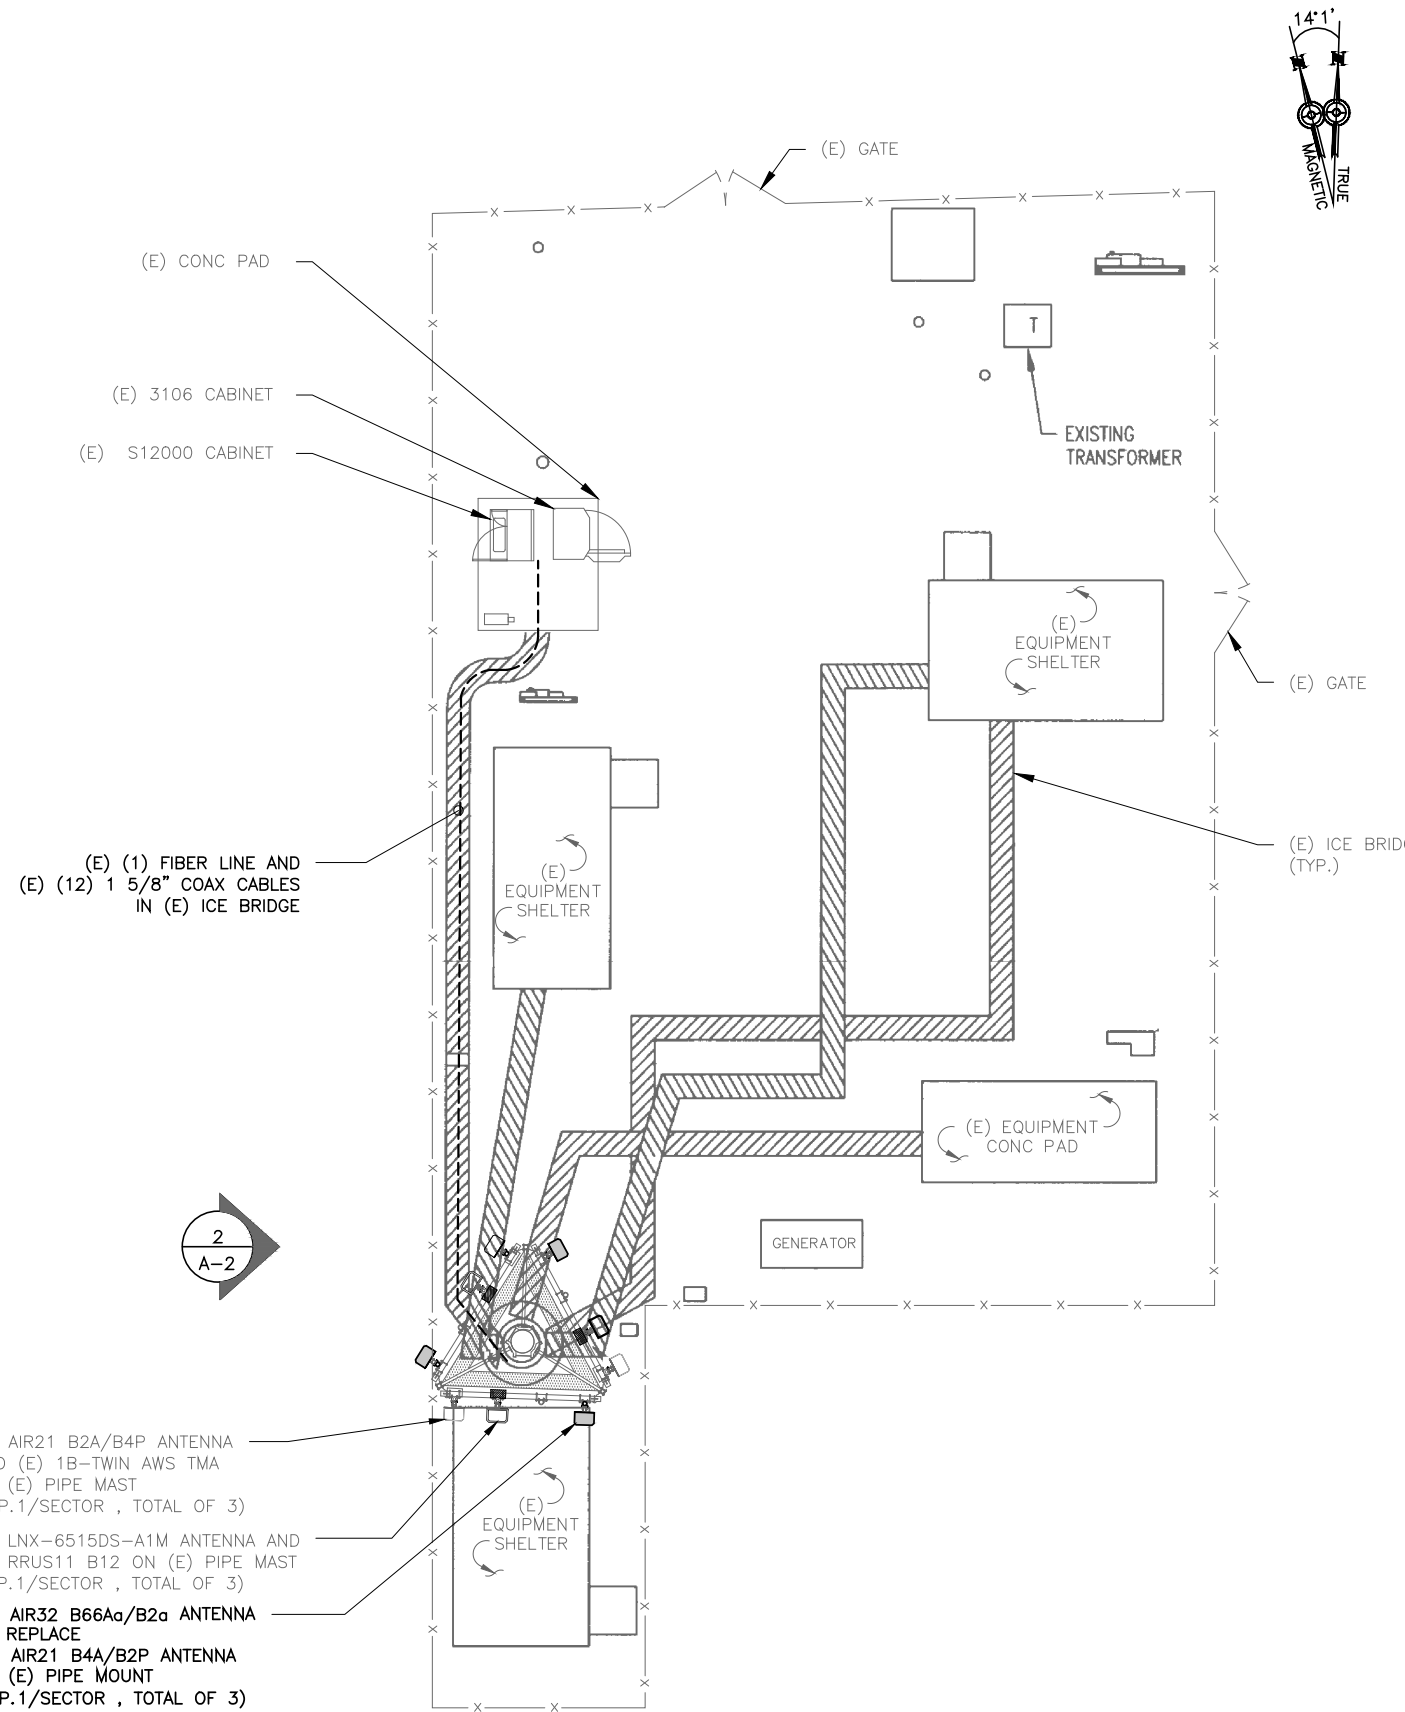 14°1'
MAGNETIC
TRUE
(E) GATE
(E) CONC PAD
T
(E) 3106 CABINET
EXISTING
TRANSFORMER
(E) S12000 CABINET
(E)
EQUIPMENT
SHELTER
(E) GATE
(E) ICE BRID
(TYP.)
(E) (1) FIBER LINE AND
(E) (12) 1 5/8" COAX CABLES
IN (E) ICE BRIDGE
(E)
EQUIPMENT
SHELTER
(E) EQUIPMENT
CONC PAD
2
A-2
GENERATOR
AIR21 B2A/B4P ANTENNA
(E) 1B-TWIN AWS TMA
(E) PIPE MAST
P.1/SECTOR , TOTAL OF 3)
(E)
EQUIPMENT
SHELTER
LNX-6515DS-A1M ANTENNA AND
RRUS11 B12 ON (E) PIPE MAST
P.1/SECTOR , TOTAL OF 3)
AIR32 B66Aa/B2a ANTENNA
REPLACE
AIR21 B4A/B2P ANTENNA
(E) PIPE MOUNT
P.1/SECTOR , TOTAL OF 3)